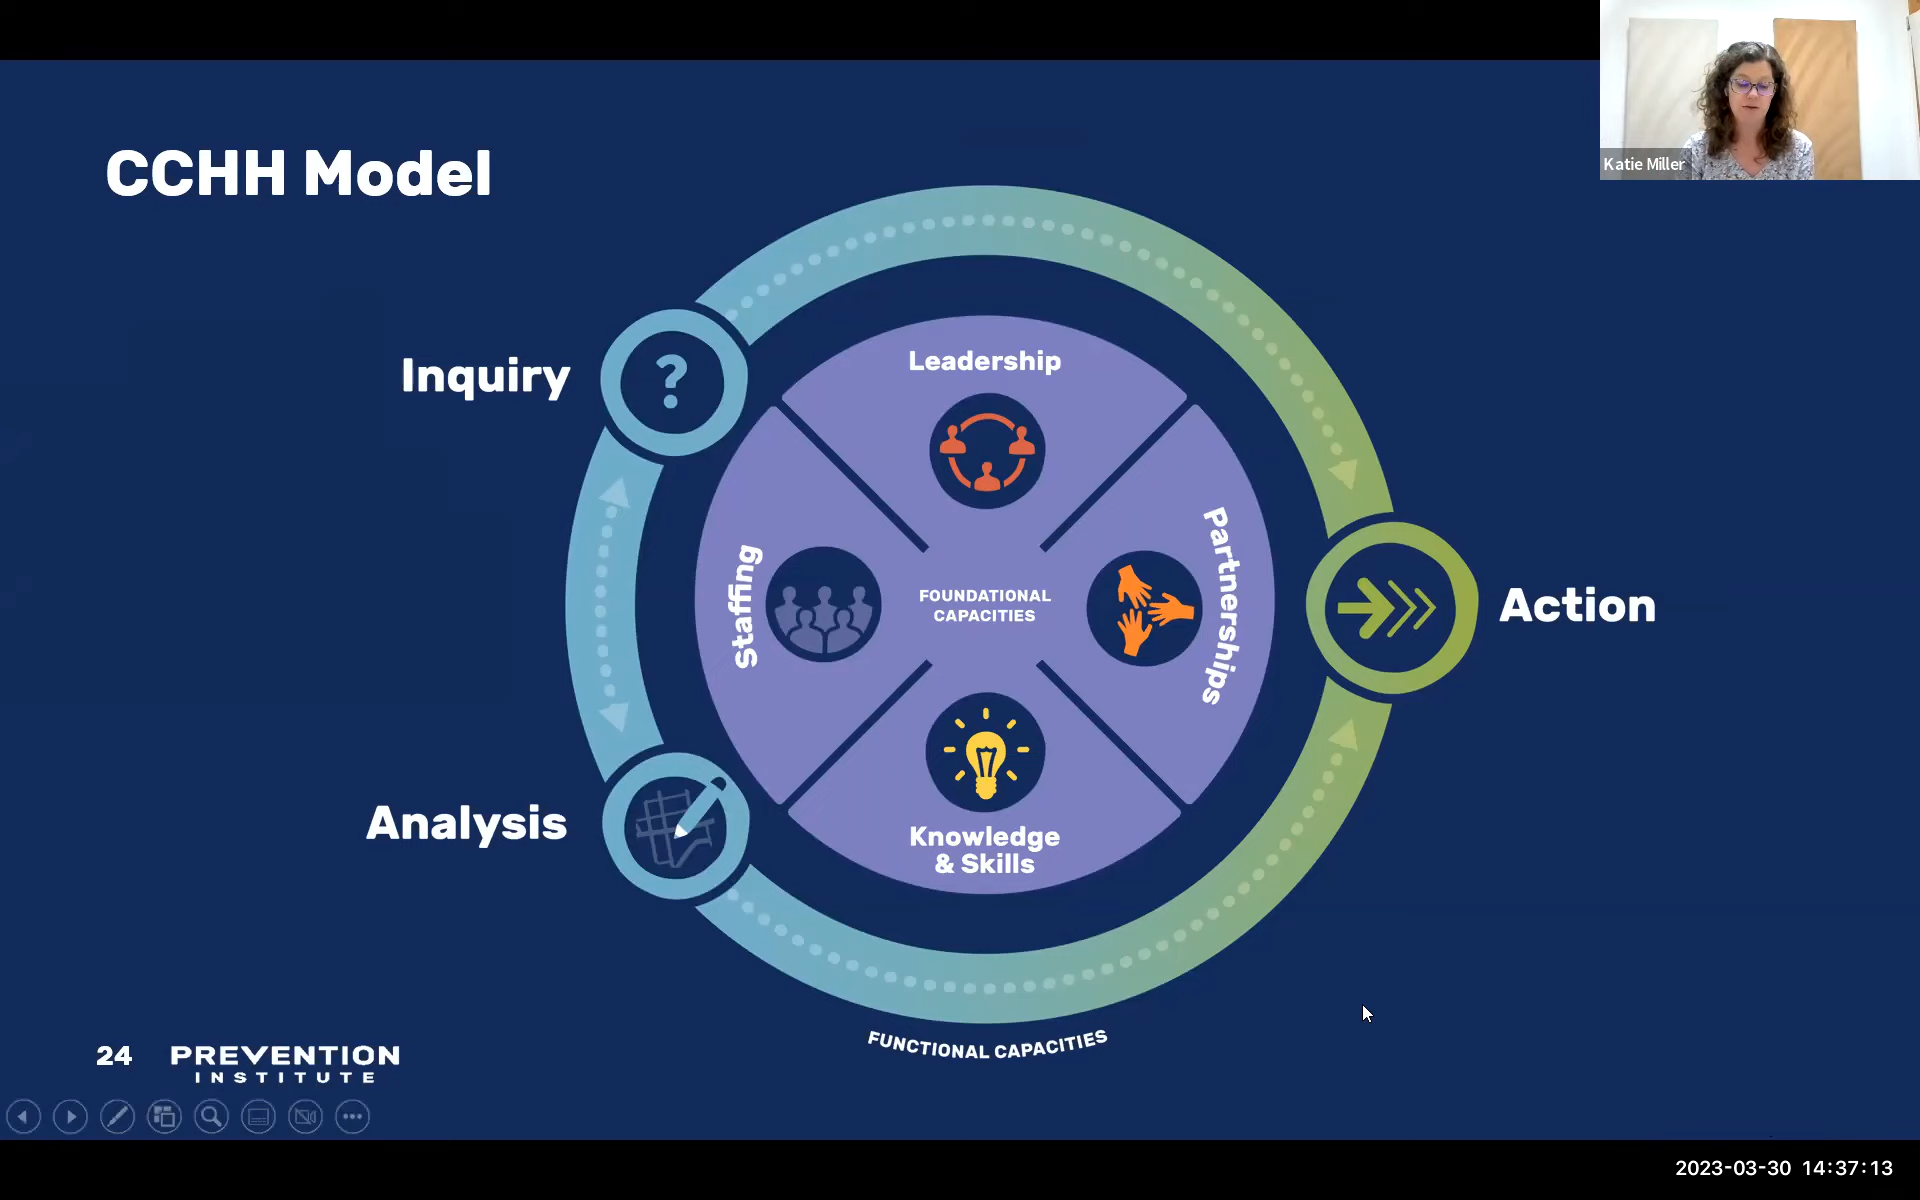 Katie Miller
CCHH Model
Inquiry
Leadership
Staffing
FOUNDATIONAL
CAPACITIES
Partnerships
Action
Analysis
Knowledge
& Skills
FUNCTIONAL CAPACITIES
24
PREVENTION
INSTITUTE
2023-03-30 14:37:13